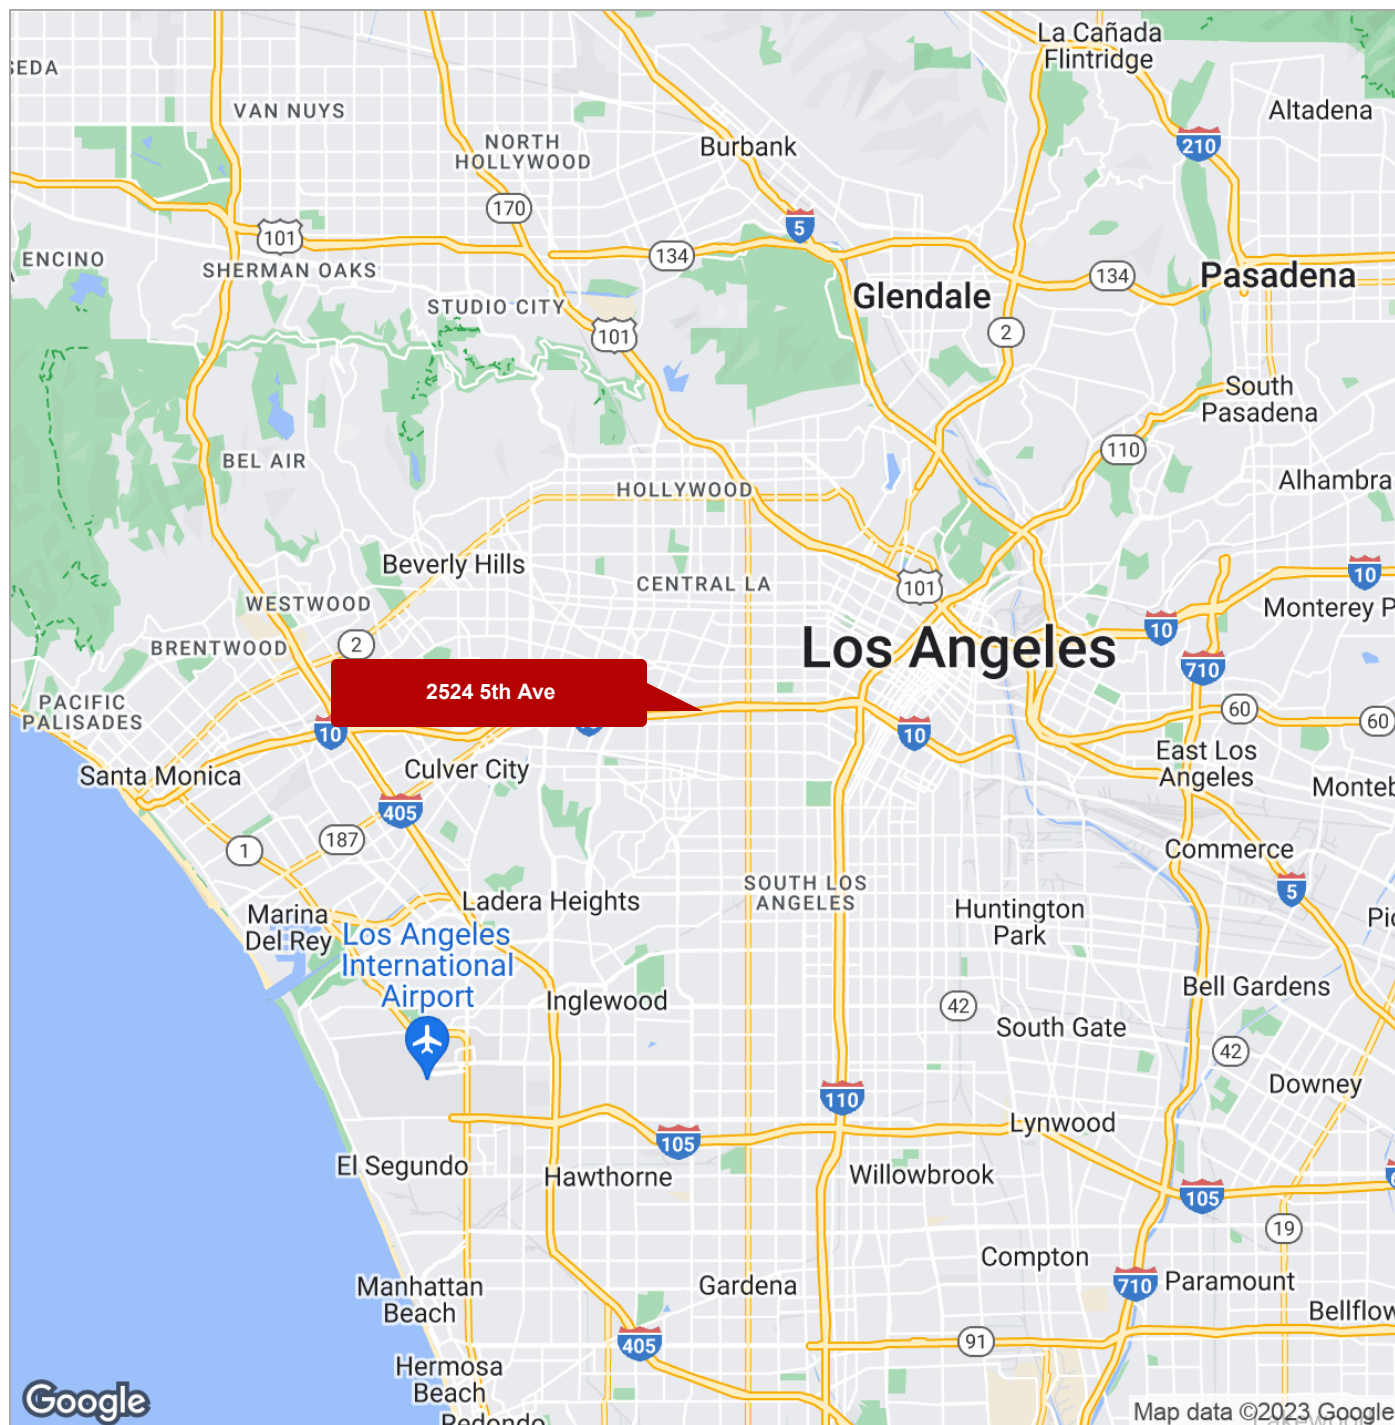 La Cañada
Flintridge
SEDA
VAN NUYS
Altadena
NORTH
HOLLYWOOD
Burbank
210
170
5
101
134
ENCINO
SHERMAN OAKS
134
Pasadena
Glendale
STUDIO CITY
101
2
South
Pasadena
110
BEL AIR
HOLLYWOOD
Alhambra
Beverly Hills
CENTRAL LA
101
10
WESTWOOD
Monterey P
10
BRENTWOOD
2
Los Angeles
710
2524 5th Ave
PACIFIC
PALISADES
60
60
10
10
East Los
Angeles
Santa Monica
Culver City
Monteb
405
187
1
Commerce
SOUTH LOS
ANGELES
5
Ladera Heights
Huntington
Park
Marina
Del Rey
Pic
Los Angeles
International
Airport
Inglewood
Bell Gardens
42
South Gate
42
Downey
110
Lynwood
105
El Segundo
Hawthorne
Willowbrook
105
19
Compton
Manhattan
Beach
Gardena
710
Paramount
Bellflow
405
91
Hermosa
Beach
Redondo
Google
Map data ©2023 Google